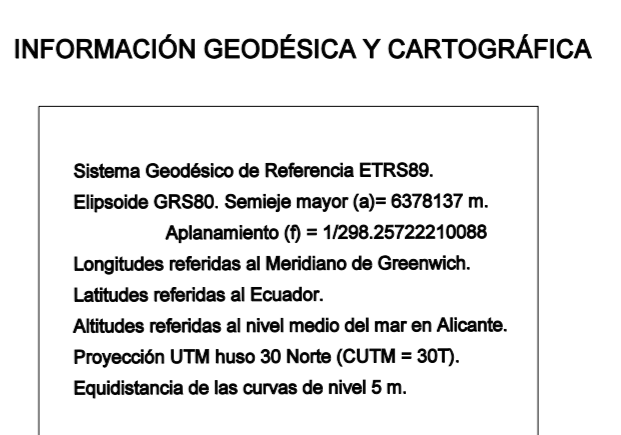 INFORMACIÓN GEODÉSICA Y CARTOGRÁFICA
Sistema Geodésico de Referencia ETRS89.
Elipsoide GRS80. Semieje mayor (a)= 6378137 m.
Aplanamiento (f) = 1/298.25722210088
Longitudes referidas al Meridiano de Greenwich.
Latitudes referidas al Ecuador.
Altitudes referidas al nivel medio del mar en Alicante.
Proyección UTM huso 30 Norte (CUTM = 30T).
Equidistancia de las curvas de nivel 5 m.